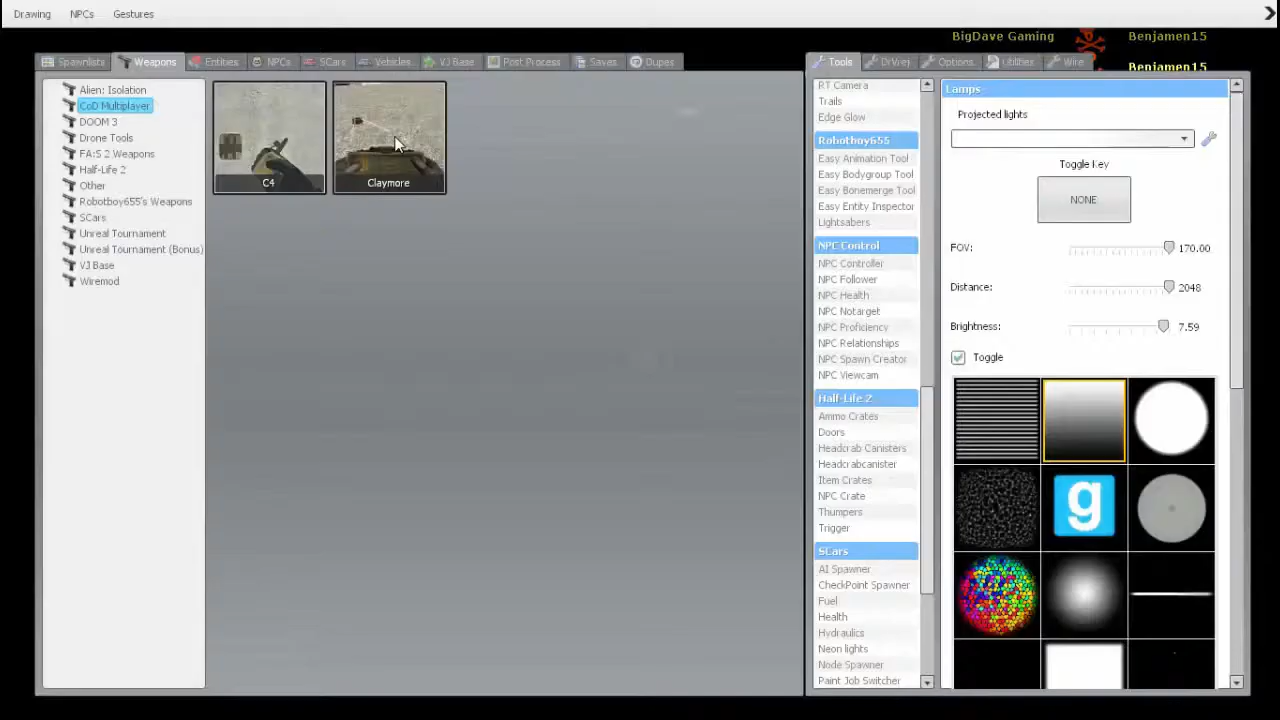 Drawing NPCs Gestures
BigDave Gaming Benjamen15
Benjamen15
Spawnlists Weapons Entities NPCs SCars Vehicles VJ Base Post Process Saves Dupes
Tools DrVrej Options Utilities Wire
Alien: Isolation
CoD Multiplayer
DOOM 3
Drone Tools
FA:S 2 Weapons
Half-Life 2
Other
Robotboy655's Weapons
SCars
Unreal Tournament
Unreal Tournament (Bonus)
VJ Base
Wiremod
C4
Claymore
RT Camera
Trails
Edge Glow
Robotboy655
Easy Animation Tool
Easy Bodygroup Tool
Easy Bonemerge Tool
Easy Entity Inspector
Lightsabers
NPC Control
NPC Controller
NPC Follower
NPC Health
NPC Notarget
NPC Proficiency
NPC Relationships
NPC Spawn Creator
NPC Viewcam
Half-Life 2
Ammo Crates
Doors
Headcrab Canisters
Headcrabcanister
Item Crates
NPC Crate
Thumpers
Trigger
SCars
AI Spawner
CheckPoint Spawner
Fuel
Health
Hydraulics
Neon lights
Node Spawner
Paint Job Switcher
Lamps
Projected lights
Toggle Key
NONE
FOV: 170.00
Distance: 2048
Brightness: 7.59
Toggle
g